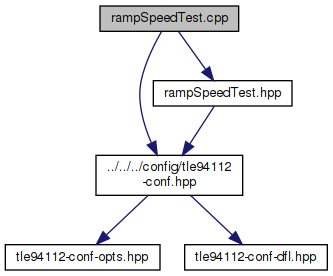 rampSpeedTest.cpp
rampSpeedTest.hpp
../../../config/tle94112
-conf.hpp
tle94112-conf-opts.hpp
tle94112-conf-dfl.hpp